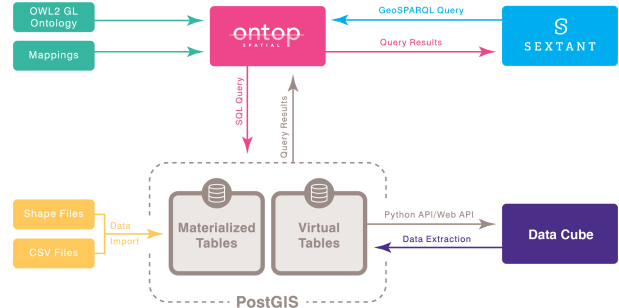 OWL2 GL
Ontology
Mappings
ontop
SPATIAL
GeoSPARQL Query
Query Results
S
SEXTANT
SQL Query
Query Results
Shape Files
CSV Files
Data
Import
Materialized
Tables
Virtual
Tables
Python API/Web API
Data Extraction
Data Cube
PostGIS